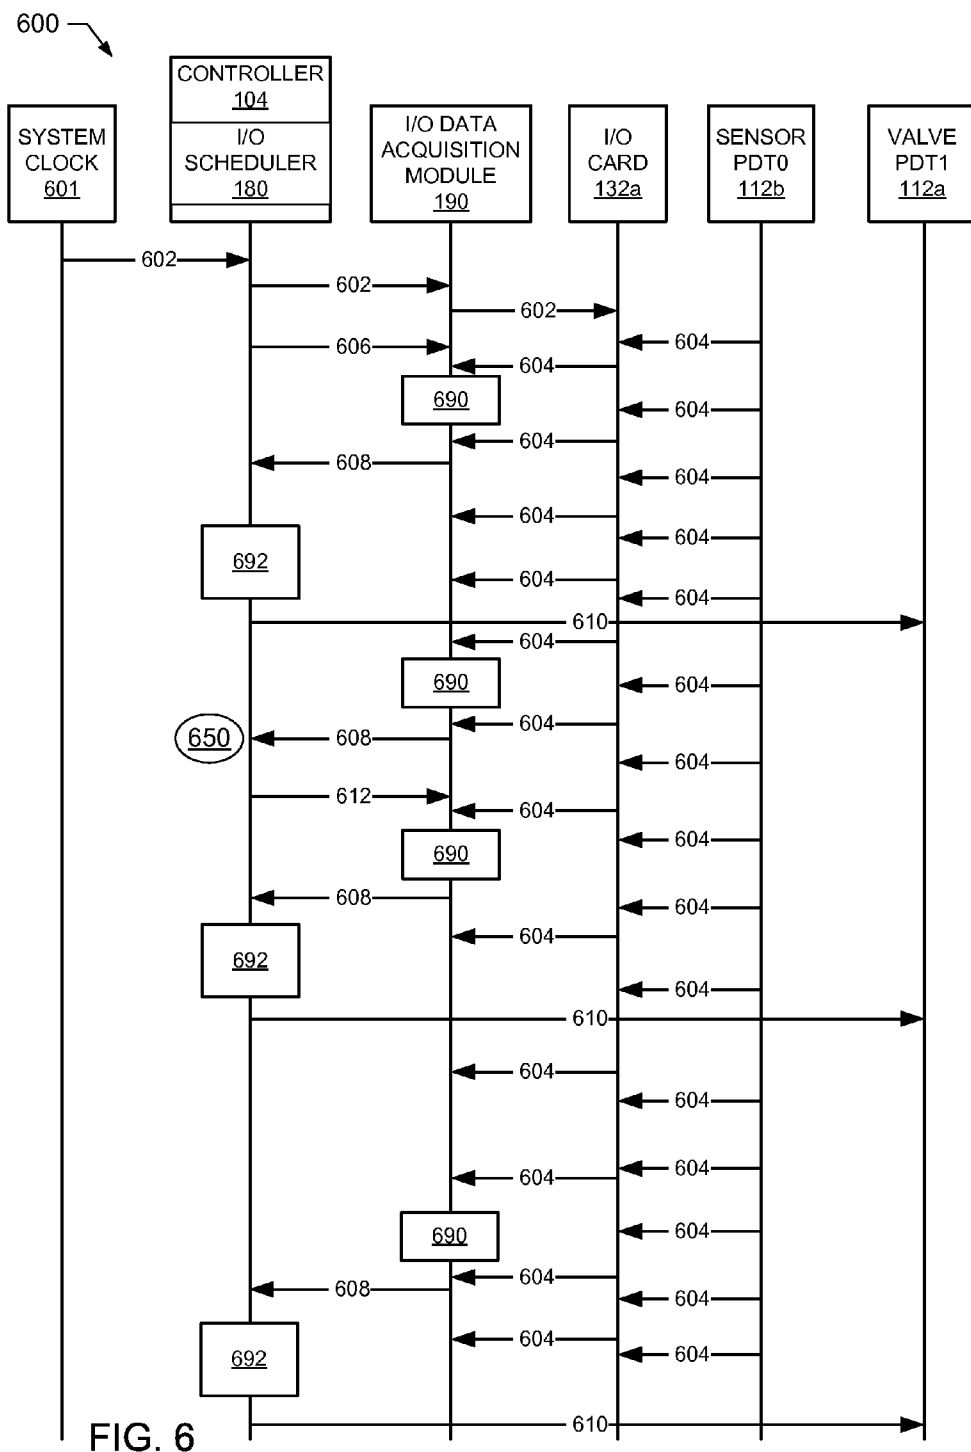 600
CONTROLLER
104
I/O
SCHEDULER
180
SYSTEM
CLOCK
601
I/O DATA
ACQUISITION
MODULE
190
I/O
CARD
132a
SENSOR
PDT0
112b
VALVE
PDT1
112a
602
602
602
604
606
604
690
604
604
608
604
604
604
692
604
604
610
604
690
604
604
650
608
604
612
604
690
604
608
604
604
692
604
610
604
604
604
604
690
604
604
608
604
604
692
604
610
FIG. 6